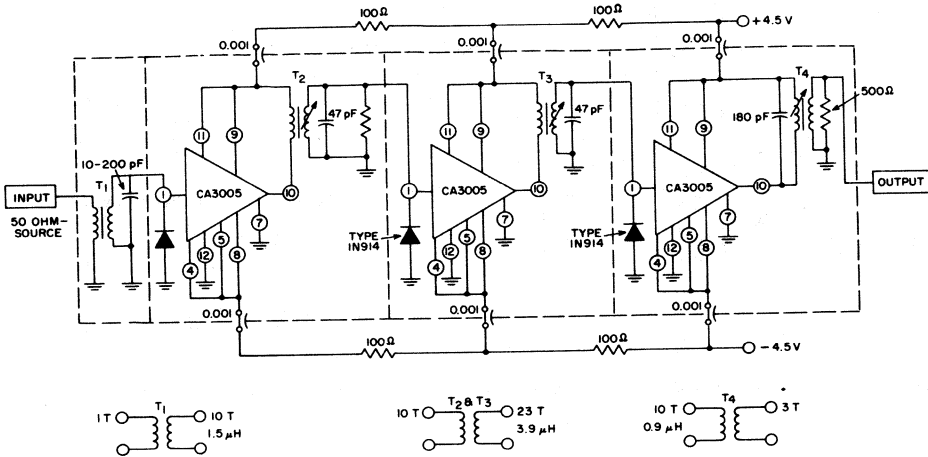 100Ω
100Ω
+4.5 V
0.001
0.001
0.001
T2
T3
T4
500Ω
47 pF
47 pF
180 pF
11
9
11
9
11
9
10-200 pF
T1
INPUT
50 OHM-
SOURCE
1
CA3005
10
1
CA3005
10
1
CA3005
10
OUTPUT
7
7
7
TYPE
IN914
TYPE
IN914
4
12
5
8
4
12
5
8
4
12
5
8
0.001
0.001
0.001
100Ω
100Ω
-4.5V
T1
1T
10 T
1.5 µH
T2 & T3
10 T
23 T
3.9 µH
T4
10 T
0.9 µH
3 T